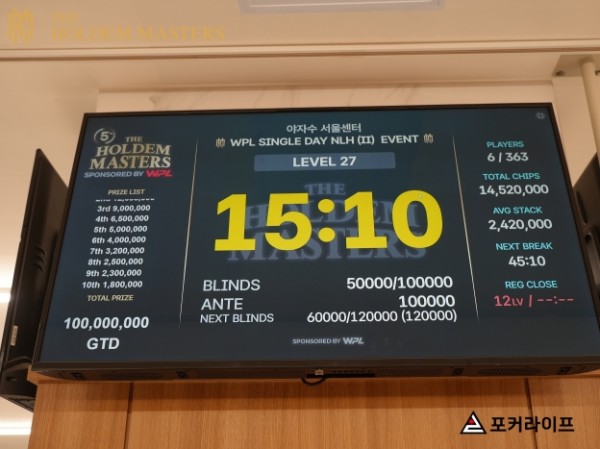 THE
HOLDEM MASTERS
5
THE
HOLDEM
MASTERS
SPONSORED BY WPL
PRIZE LIST
3rd 9,000,000
4th 6,500,000
5th 5,000,000
6th 4,000,000
7th 3,200,000
8th 2,500,000
9th 2,300,000
10th 1,800,000
TOTAL PRIZE
100,000,000
GTD
야자수 서울센터
WPL SINGLE DAY NLH (II) EVENT
LEVEL 27
THE
HOLDEM
MASTERS
15:10
BLINDS 50000/100000
ANTE 100000
NEXT BLINDS 60000/120000 (120000)
SPONSORED BY WPL
PLAYERS
6 / 363
TOTAL CHIPS
14,520,000
AVG STACK
2,420,000
NEXT BREAK
45:10
REG CLOSE
12LV / --:--
포커라이프